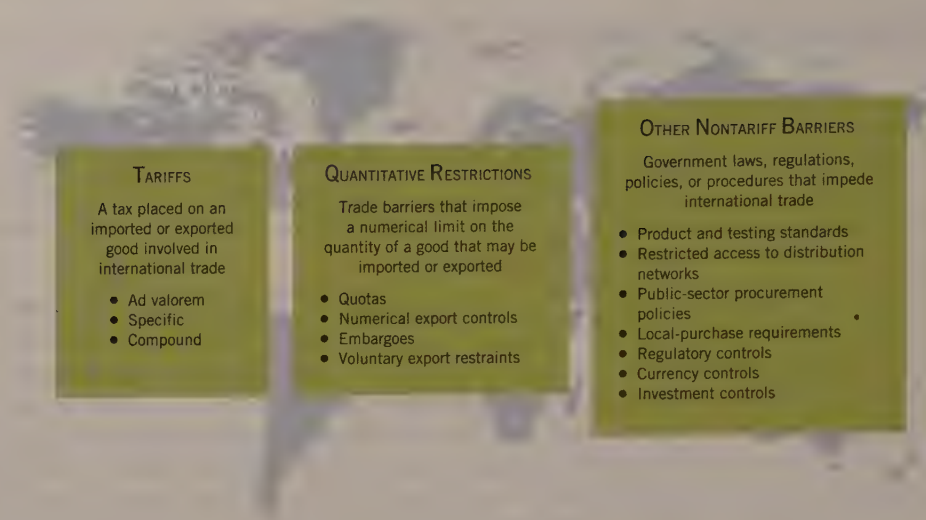 TARIFFS
A tax placed on an
imported or exported
good involved in
international trade
• Ad valorem
• Specific
• Compound
QUANTITATIVE RESTRICTIONS
Trade barriers that impose
a numerical limit on the
quantity of a good that may be
imported or exported
• Quotas
• Numerical export controls
• Embargoes
• Voluntary export restraints
OTHER NONTARIFF BARRIERS
Government laws, regulations,
policies, or procedures that impede
international trade
• Product and testing standards
• Restricted access to distribution
networks
• Public-sector procurement
policies
• Local-purchase requirements
• Regulatory controls
• Currency controls
• Investment controls